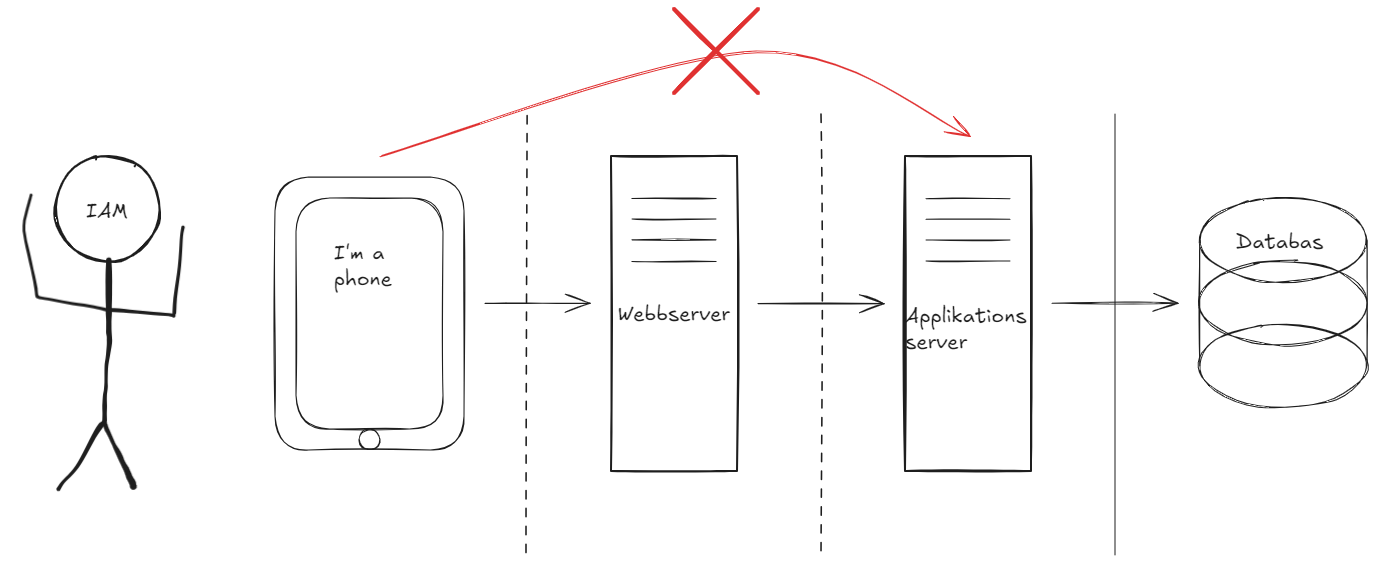 IAM
I'm a
phone
Webbserver
Applikations
server
Databas